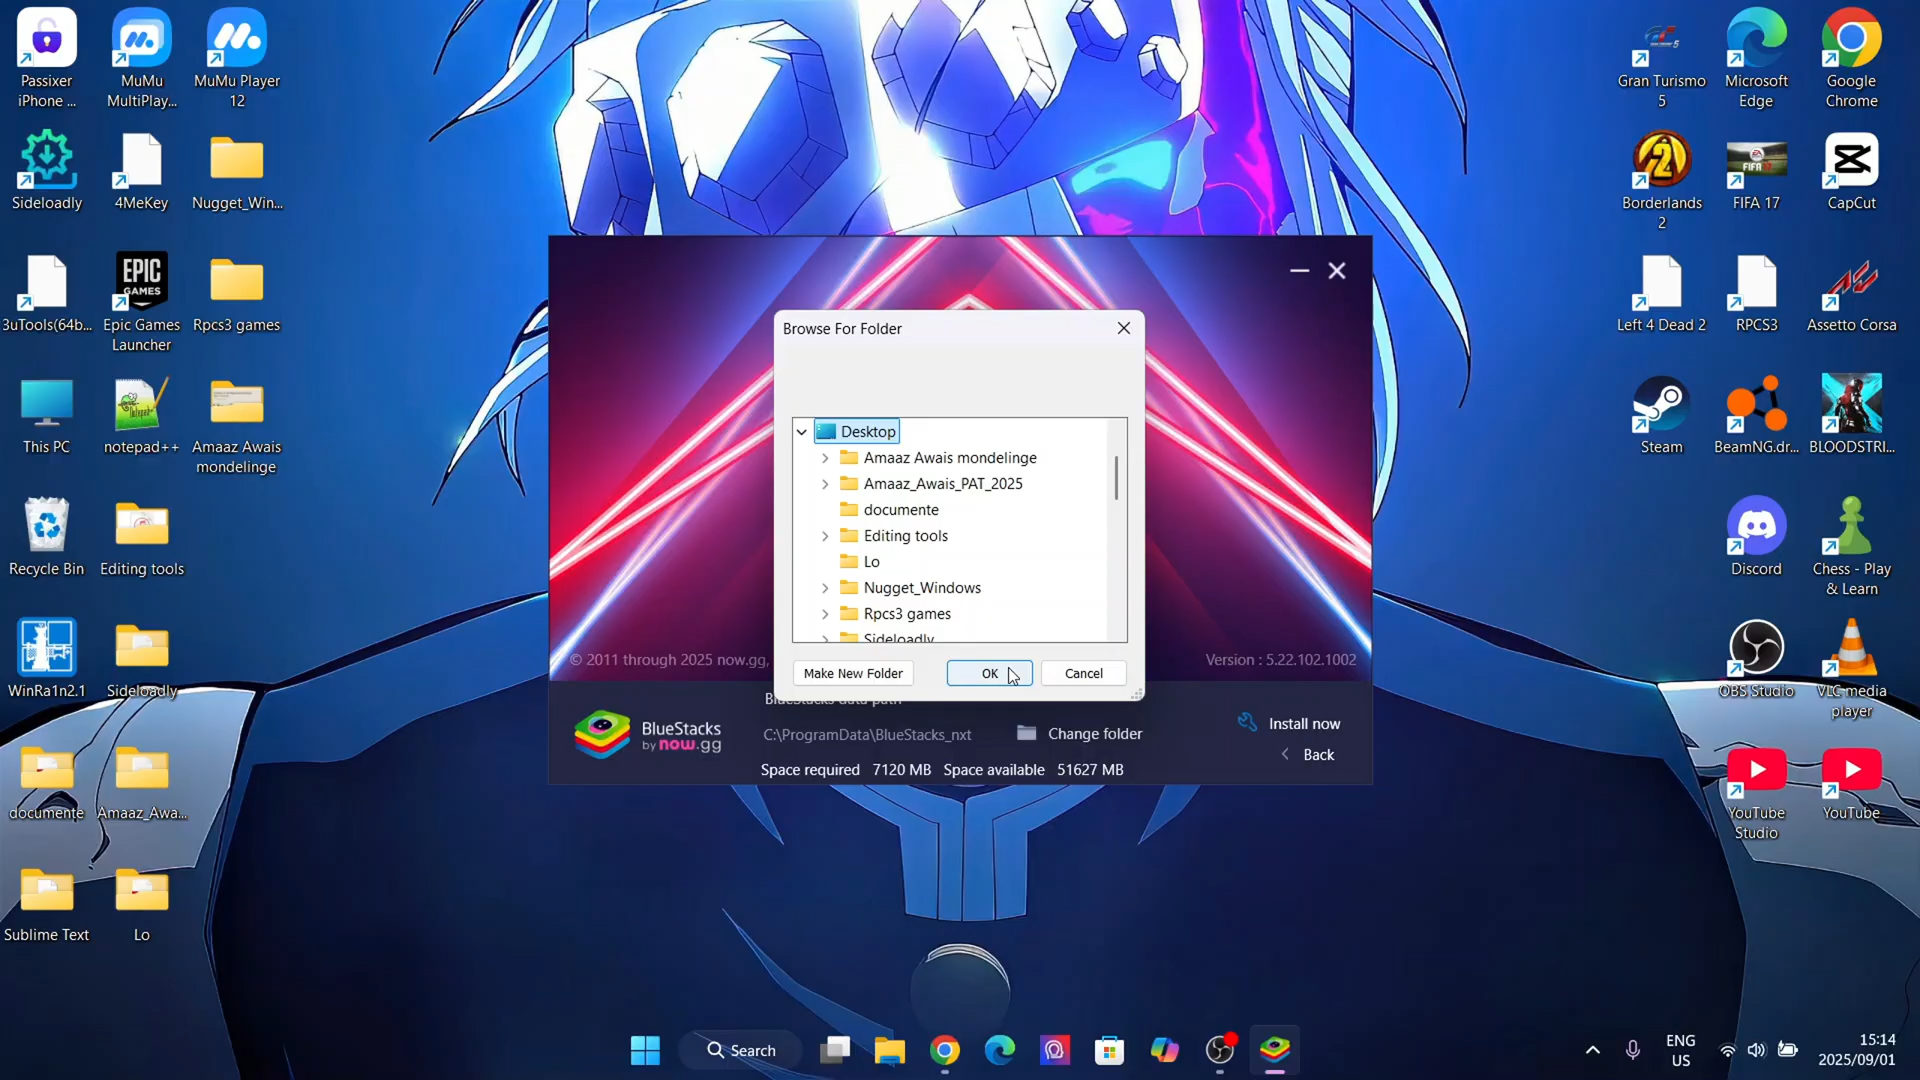 Passixer
iPhone ...
MuMu
MultiPlay...
MuMu Player
12
Sideloadly
4MeKey
Nugget_Win...
3uTools(64b...
EPIC
GAMES
Epic Games
Launcher
Rpcs3 games
This PC
notepad++
Amaaz Awais
mondelinge
Recycle Bin
Editing tools
WinRa1n2.1
Sideloadly
documente
Amaaz_Awa...
Sublime Text
Lo
Gran Turismo
5
Microsoft
Edge
Google
Chrome
Borderlands
2
FIFA 17
CapCut
Left 4 Dead 2
RPCS3
Assetto Corsa
Steam
BeamNG.dr...
BLOODSTRI...
Discord
Chess - Play
& Learn
OBS Studio
VLC media
player
YouTube
Studio
YouTube
Browse For Folder
Desktop
Amaaz Awais mondelinge
Amaaz_Awais_PAT_2025
documente
Editing tools
Lo
Nugget_Windows
Rpcs3 games
Sideloadly
Make New Folder
OK
Cancel
© 2011 through 2025 now.gg,
Version : 5.22.102.1002
BlueStacks data path
BlueStacks
by now.gg
C:\ProgramData\BlueStacks_nxt
Change folder
Install now
Back
Space required 7120 MB Space available 51627 MB
Search
ENG
US
15:14
2025/09/01